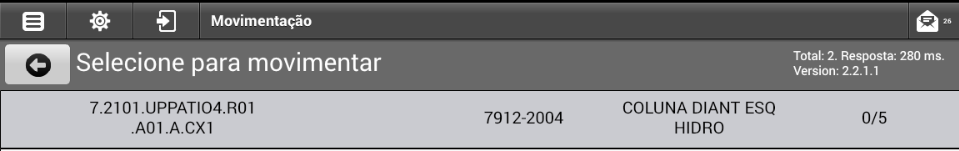 Movimentação
26
Selecione para movimentar
Total: 2. Resposta: 280 ms.
Version: 2.2.1.1
7.2101.UPPATIO4.R01
.A01.A.CX1
7912-2004
COLUNA DIANT ESQ
HIDRO
0/5